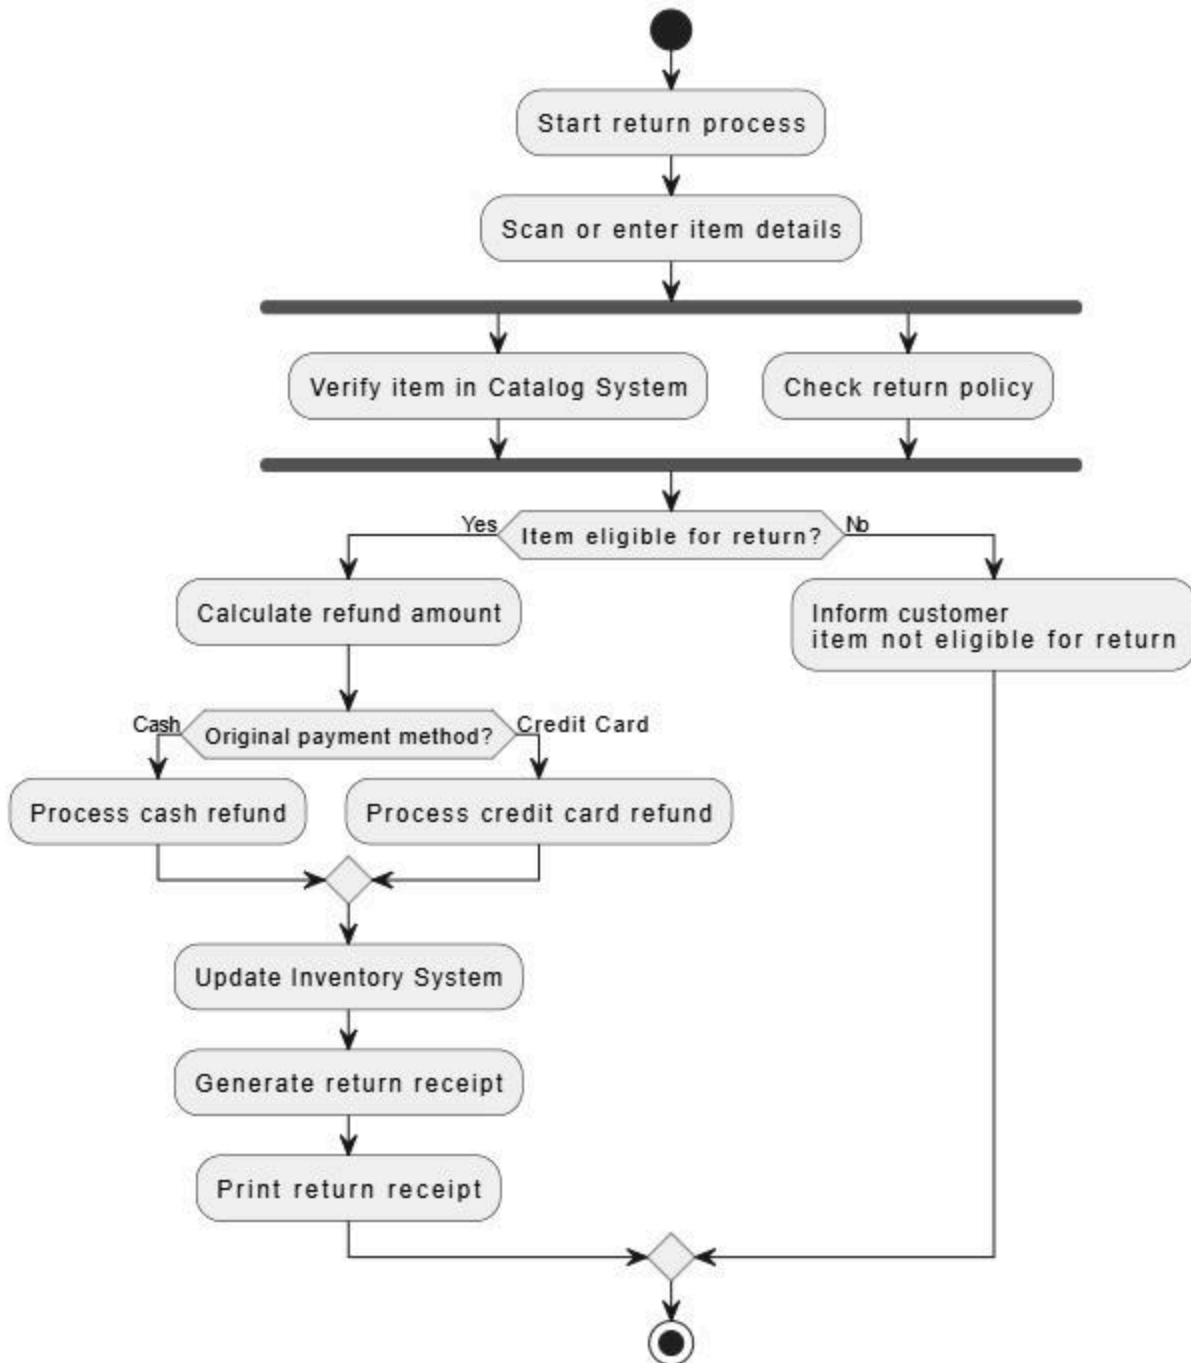 Start return process
Scan or enter item details
Verify item in Catalog System
Check return policy
Yes
Item eligible for return?
No
Calculate refund amount
Inform customer
item not eligible for return
Cash
Original payment method?
Credit Card
Process cash refund
Process credit card refund
Update Inventory System
Generate return receipt
Print return receipt